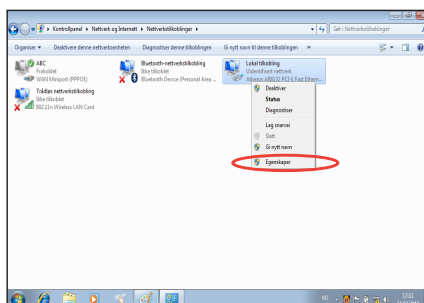 Kontrollpanel ▸ Nettverk og Internett ▸ Nettverkstilkoblinger ▸
Søk i Nettverkstilkoblinger
Organiser ▾ Deaktivere denne nettverksenheten Diagnostiser denne tilkoblingen Gi nytt navn til denne tilkoblingen »
ABC
Frakoblet
WAN Miniport (PPPOE)
Bluetooth-nettverkstilkobling
Ikke tilkoblet
Bluetooth Device (Personal Area ...
Lokal tilkobling
Uidentifisert nettverk
Atheros AR8132 PCI-E Fast Ethern...
Trådløs nettverkstilkobling
Ikke tilkoblet
802.11n Wireless LAN Card
Deaktiver
Status
Diagnostiser
Lag snarvei
Slett
Gi nytt navn
Egenskaper
NO
13:11